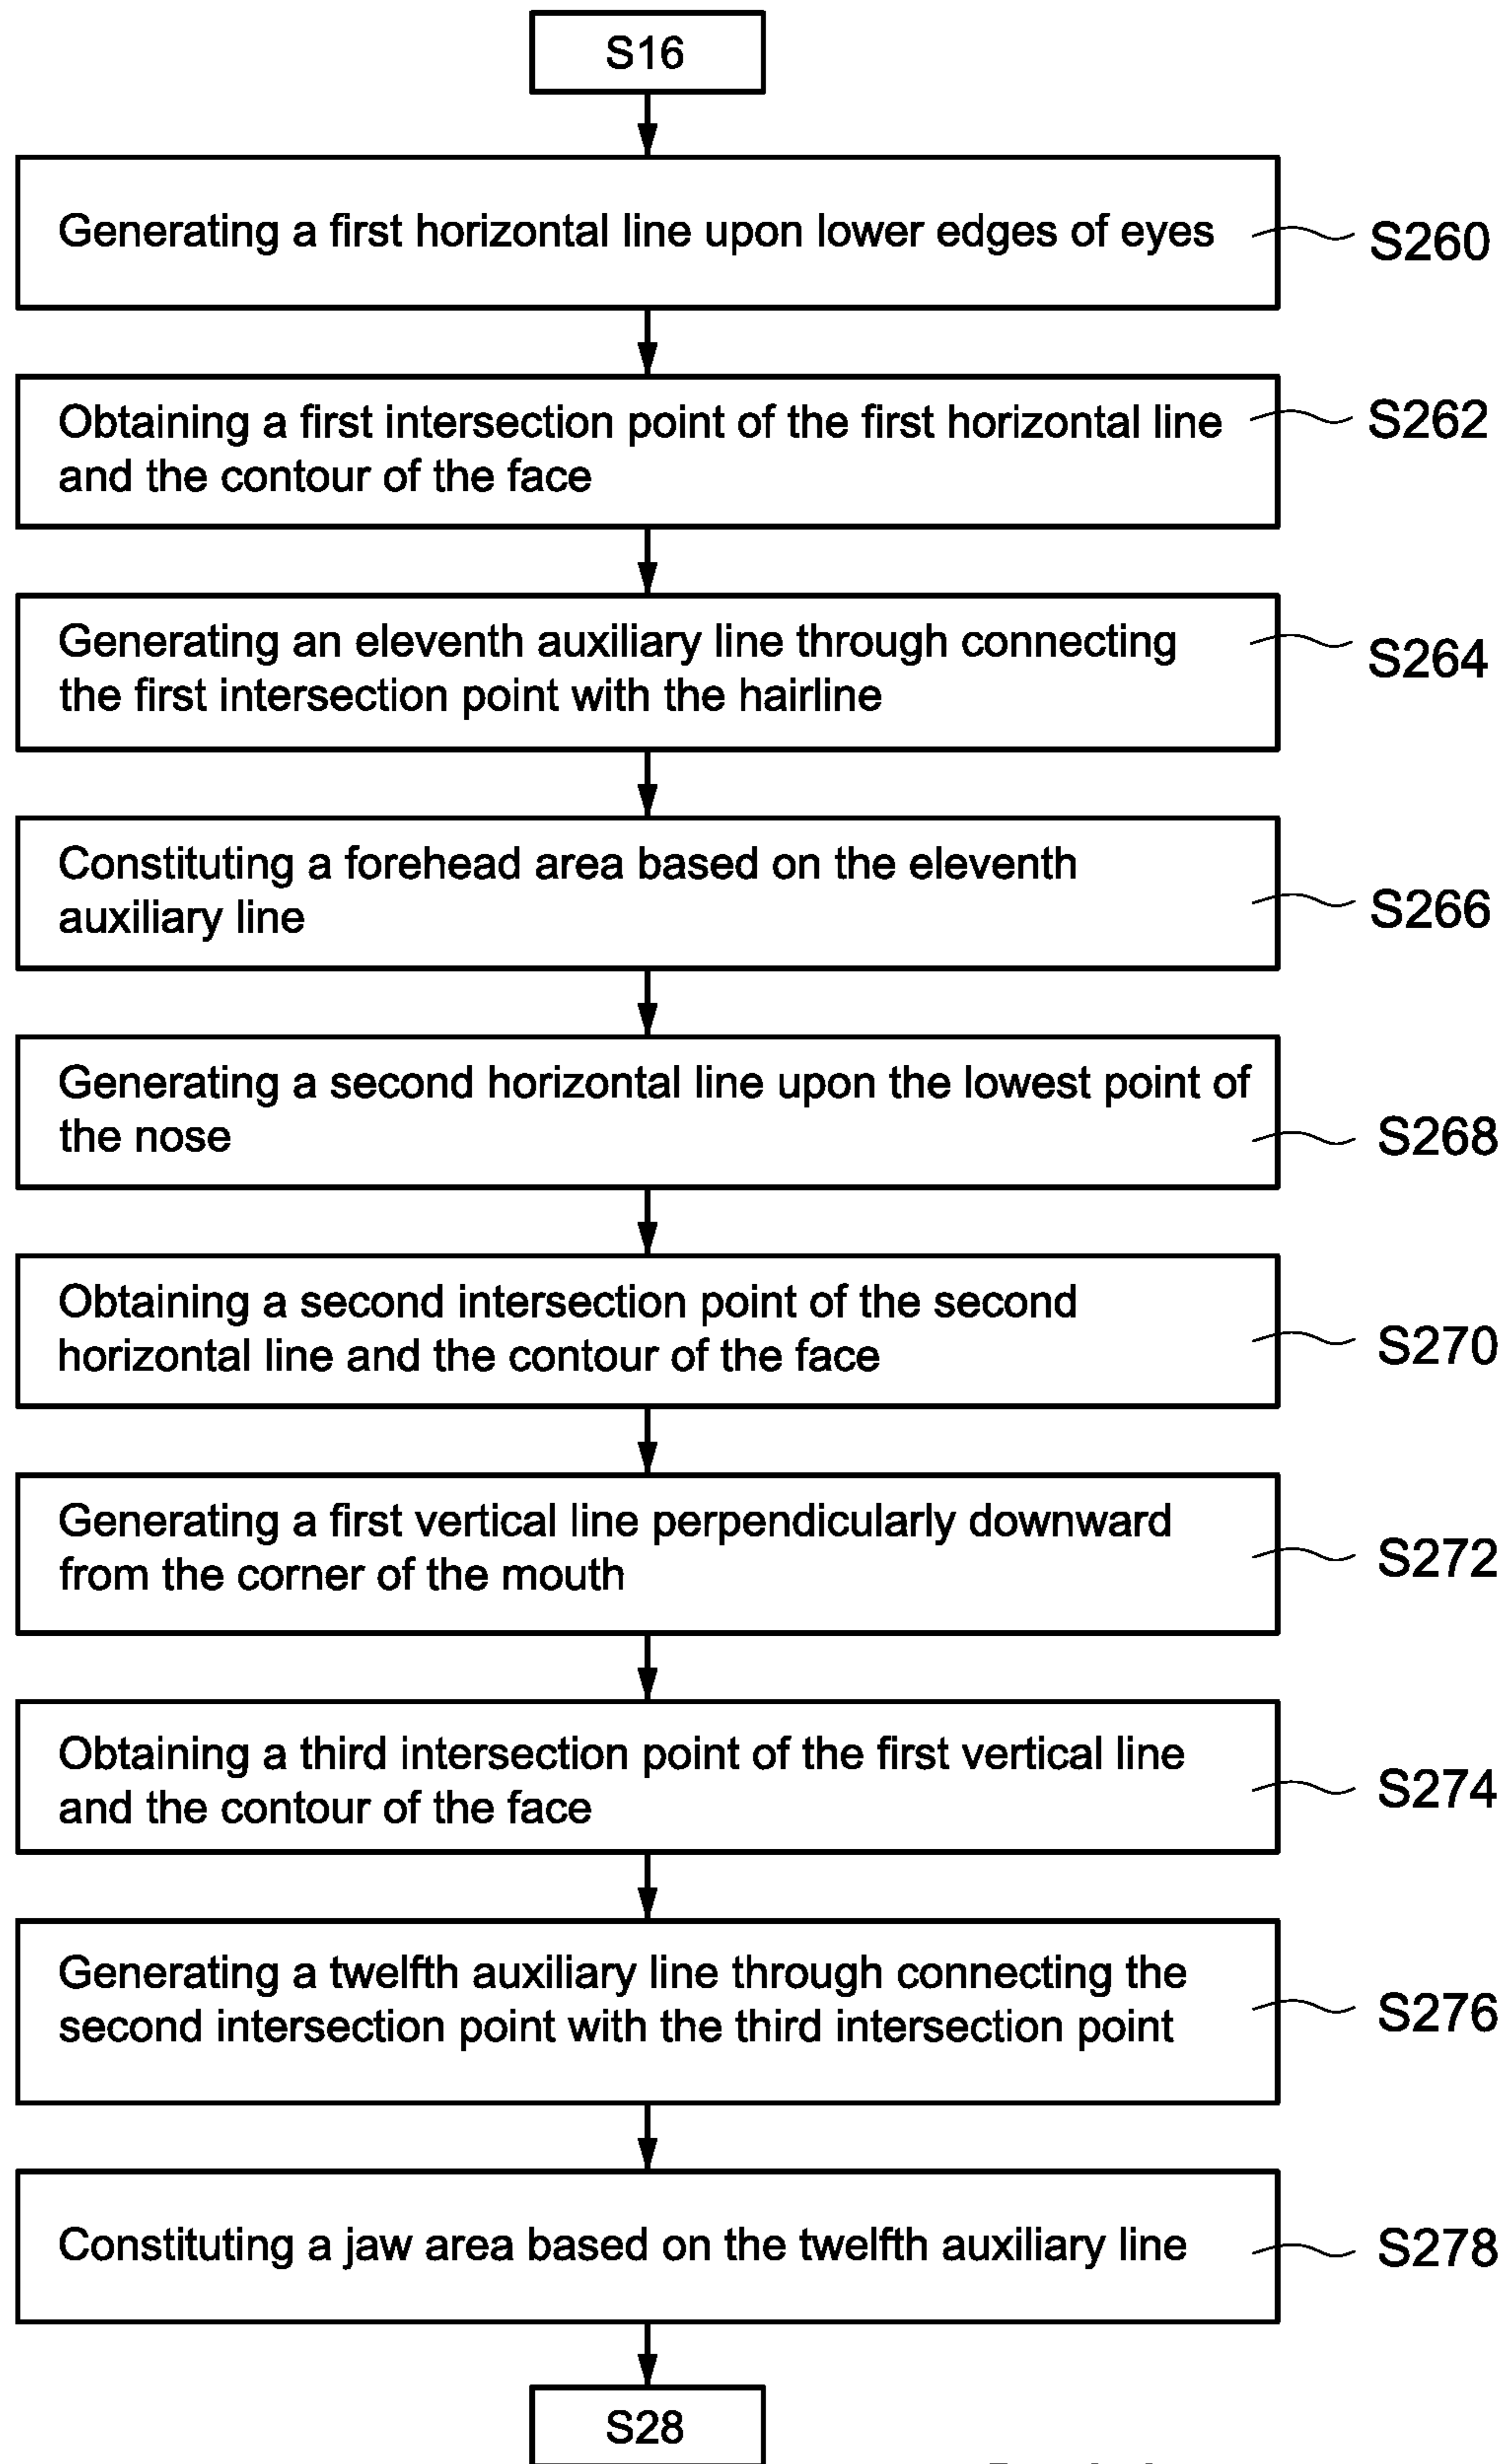 S16
Generating a first horizontal line upon lower edges of eyes
S260
Obtaining a first intersection point of the first horizontal line
and the contour of the face
S262
Generating an eleventh auxiliary line through connecting
the first intersection point with the hairline
S264
Constituting a forehead area based on the eleventh
auxiliary line
S266
Generating a second horizontal line upon the lowest point of
the nose
S268
Obtaining a second intersection point of the second
horizontal line and the contour of the face
S270
Generating a first vertical line perpendicularly downward
from the corner of the mouth
S272
Obtaining a third intersection point of the first vertical line
and the contour of the face
S274
Generating a twelfth auxiliary line through connecting the
second intersection point with the third intersection point
S276
Constituting a jaw area based on the twelfth auxiliary line
S278
S28